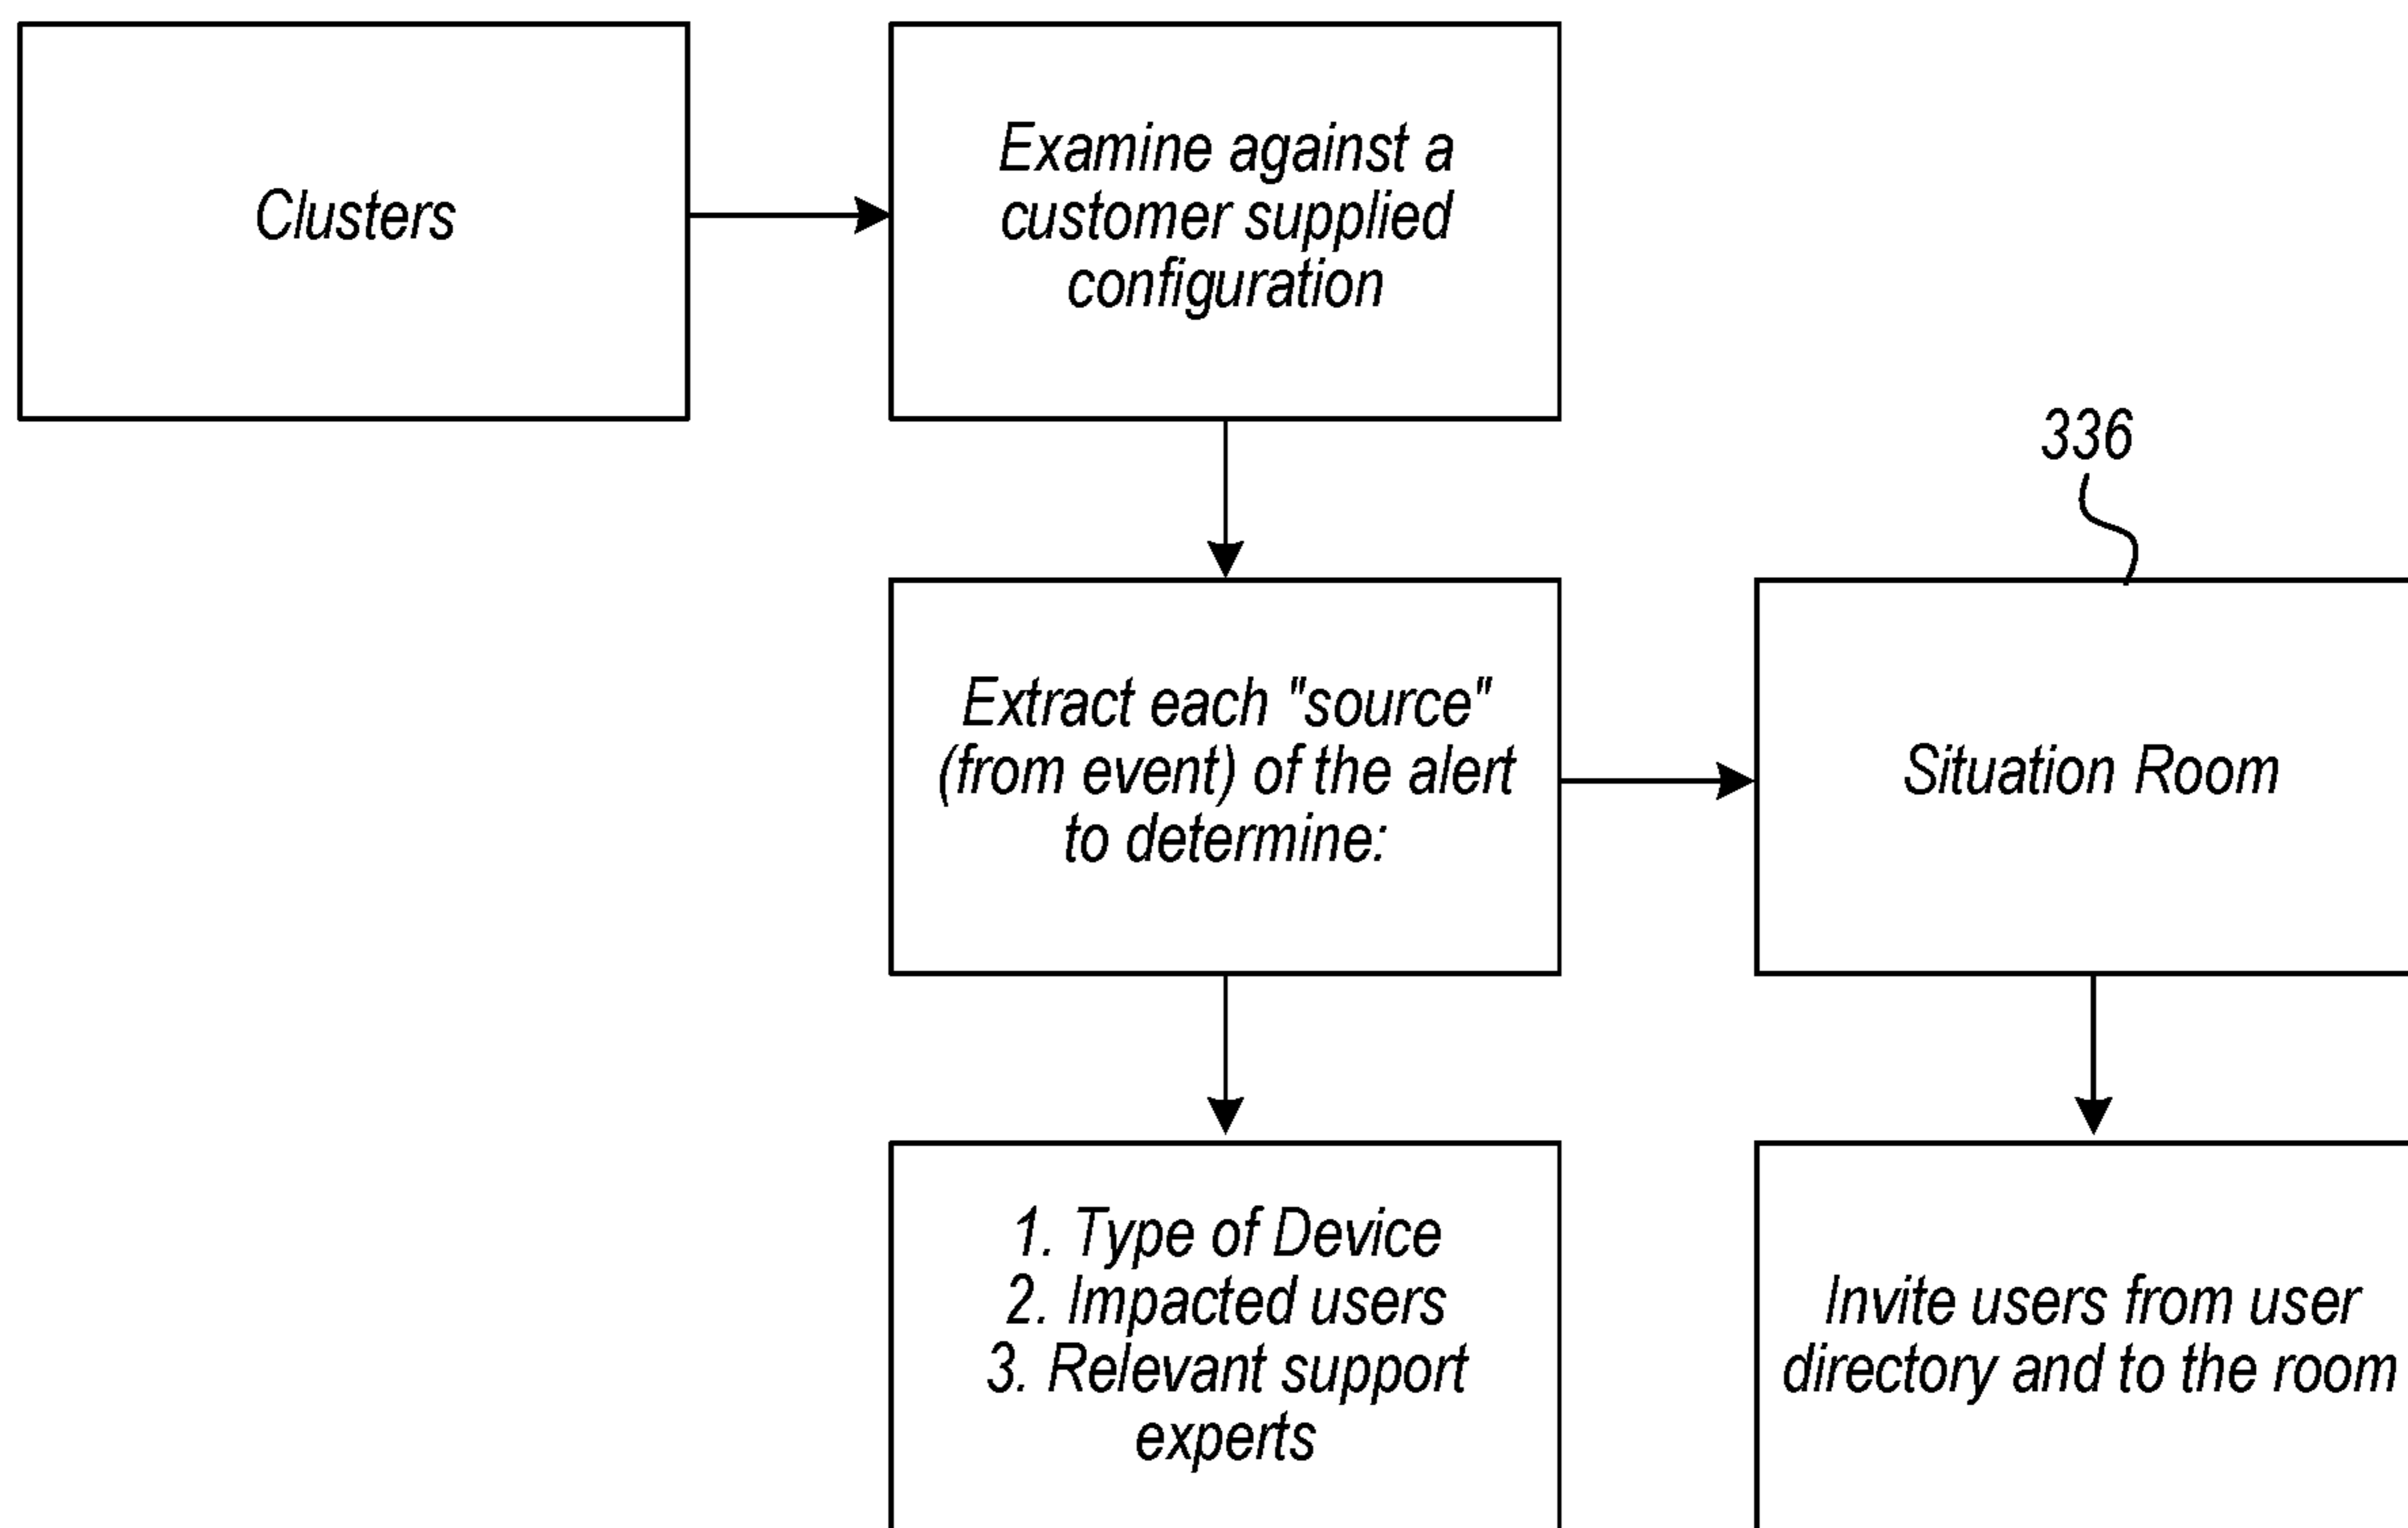 Clusters
Examine against a
customer supplied
configuration
336
Extract each "source"
(from event) of the alert
to determine:
Situation Room
1. Type of Device
2. Impacted users
3. Relevant support
experts
Invite users from user
directory and to the room